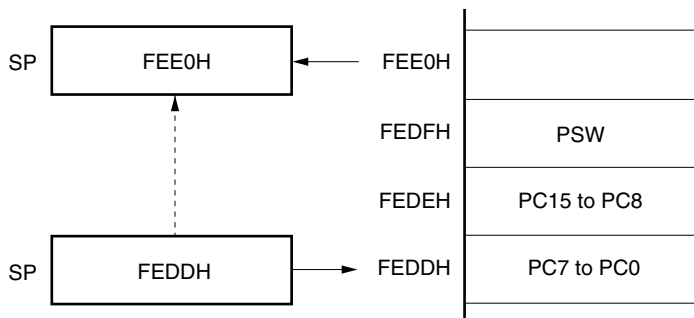 SP FEE0H FEE0H
FEDFH PSW
FEDEH PC15 to PC8
SP FEDDH FEDDH PC7 to PC0